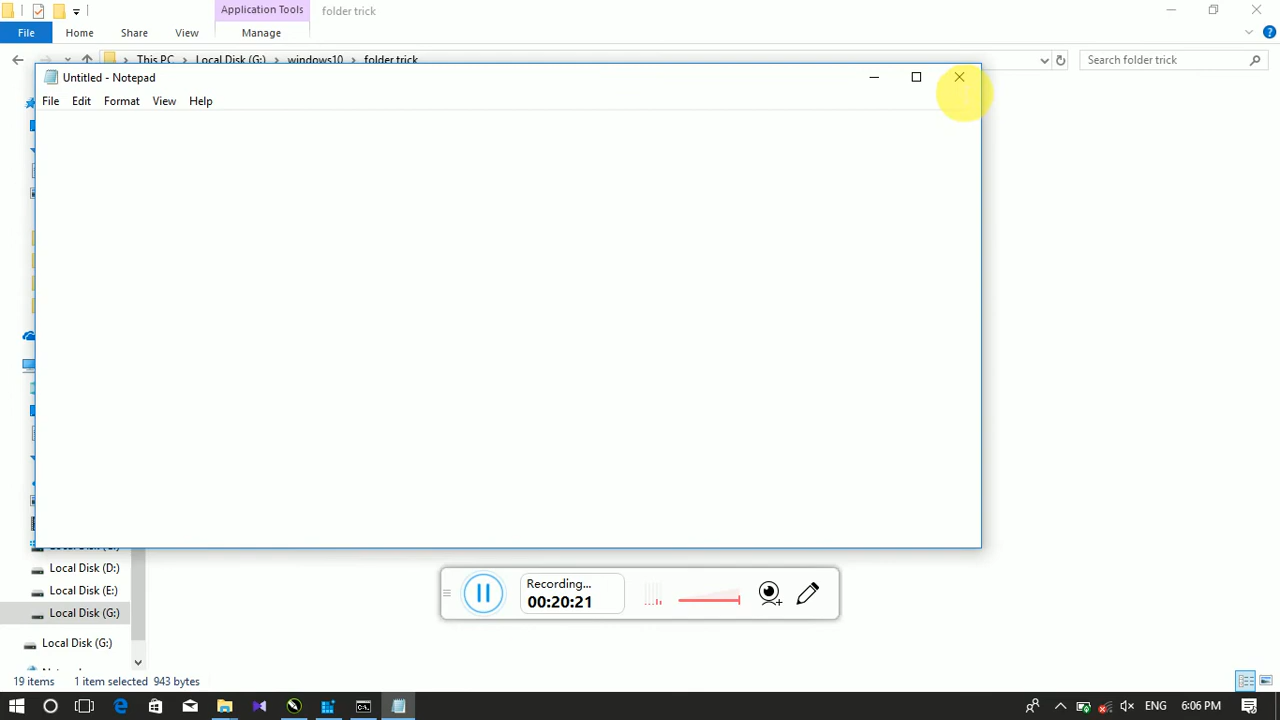 Application Tools
folder trick
File
Home
Share
View
Manage
This PC
Local Disk (G:)
windows10
folder trick
Search folder trick
Untitled - Notepad
File
Edit
Format
View
Help
Local Disk (D:)
Local Disk (E:)
Local Disk (G:)
Local Disk (G:)
Recording...
00:20:21
19 items
1 item selected
943 bytes
ENG
6:06 PM